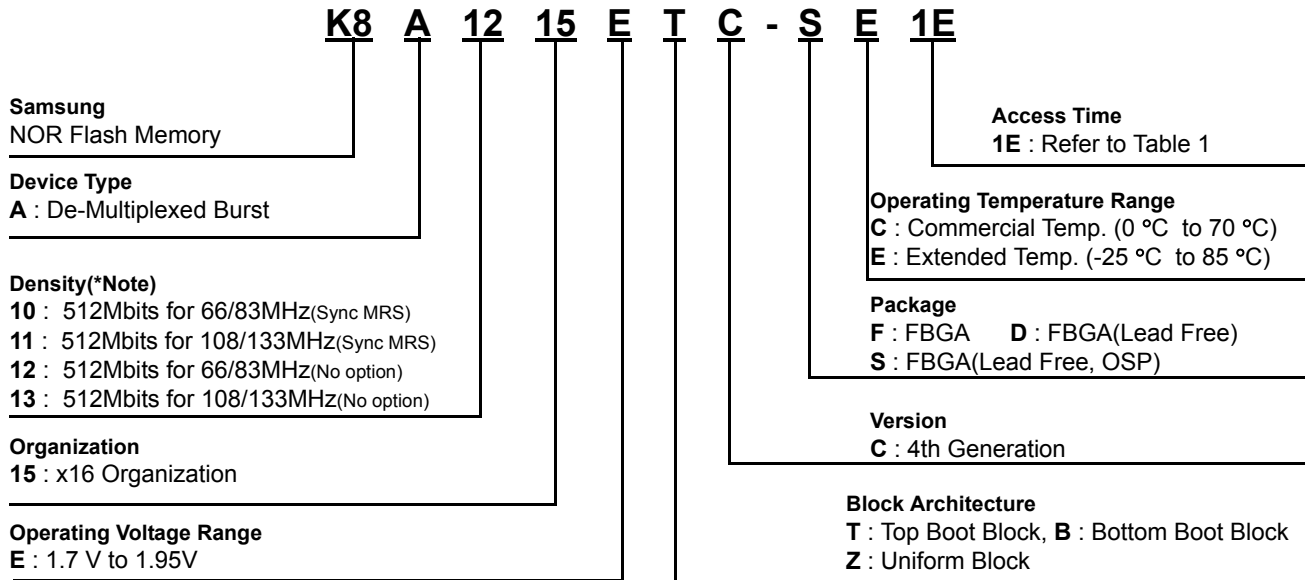 K8 A 12 15 E T C - S E 1E
Samsung
NOR Flash Memory
Device Type
A : De-Multiplexed Burst
Density(*Note)
10 : 512Mbits for 66/83MHz(Sync MRS)
11 : 512Mbits for 108/133MHz(Sync MRS)
12 : 512Mbits for 66/83MHz(No option)
13 : 512Mbits for 108/133MHz(No option)
Organization
15 : x16 Organization
Operating Voltage Range
E : 1.7 V to 1.95V
Access Time
1E : Refer to Table 1
Operating Temperature Range
C : Commercial Temp. (0 °C to 70 °C)
E : Extended Temp. (-25 °C to 85 °C)
Package
F : FBGA D : FBGA(Lead Free)
S : FBGA(Lead Free, OSP)
Version
C : 4th Generation
Block Architecture
T : Top Boot Block, B : Bottom Boot Block
Z : Uniform Block